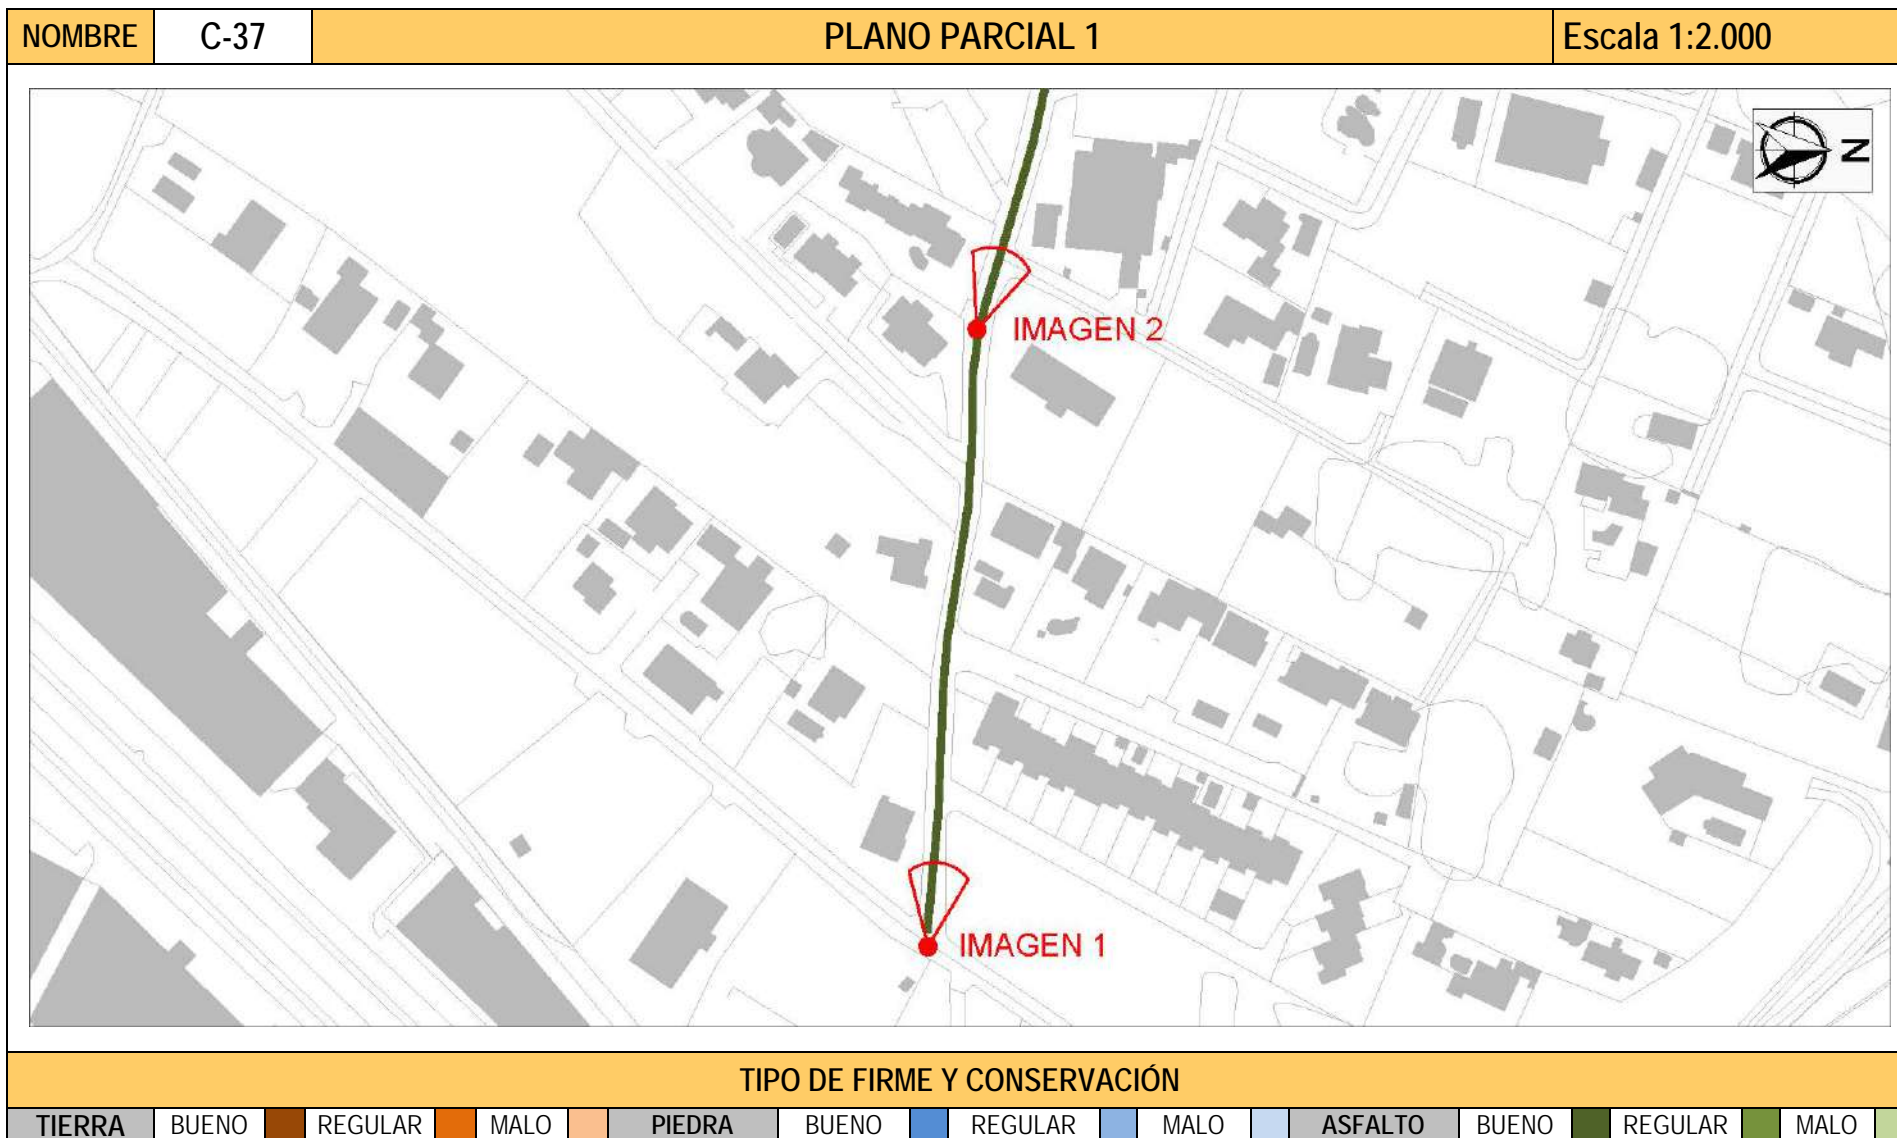 NOMBRE C-37 PLANO PARCIAL 1 Escala 1:2.000
N
IMAGEN 2
IMAGEN 1
TIPO DE FIRME Y CONSERVACIÓN
TIERRA BUENO REGULAR MALO PIEDRA BUENO REGULAR MALO ASFALTO BUENO REGULAR MALO